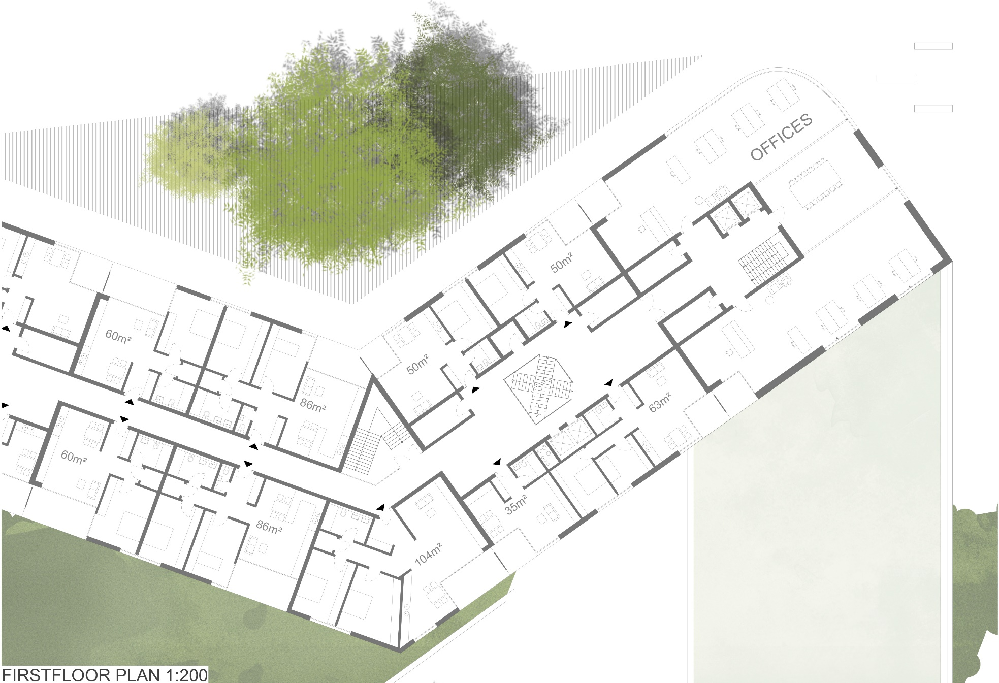 OFFICES
50m²
60m²
50m²
86m²
63m²
60m²
35m²
86m²
104m²
FIRSTFLOOR PLAN 1:200